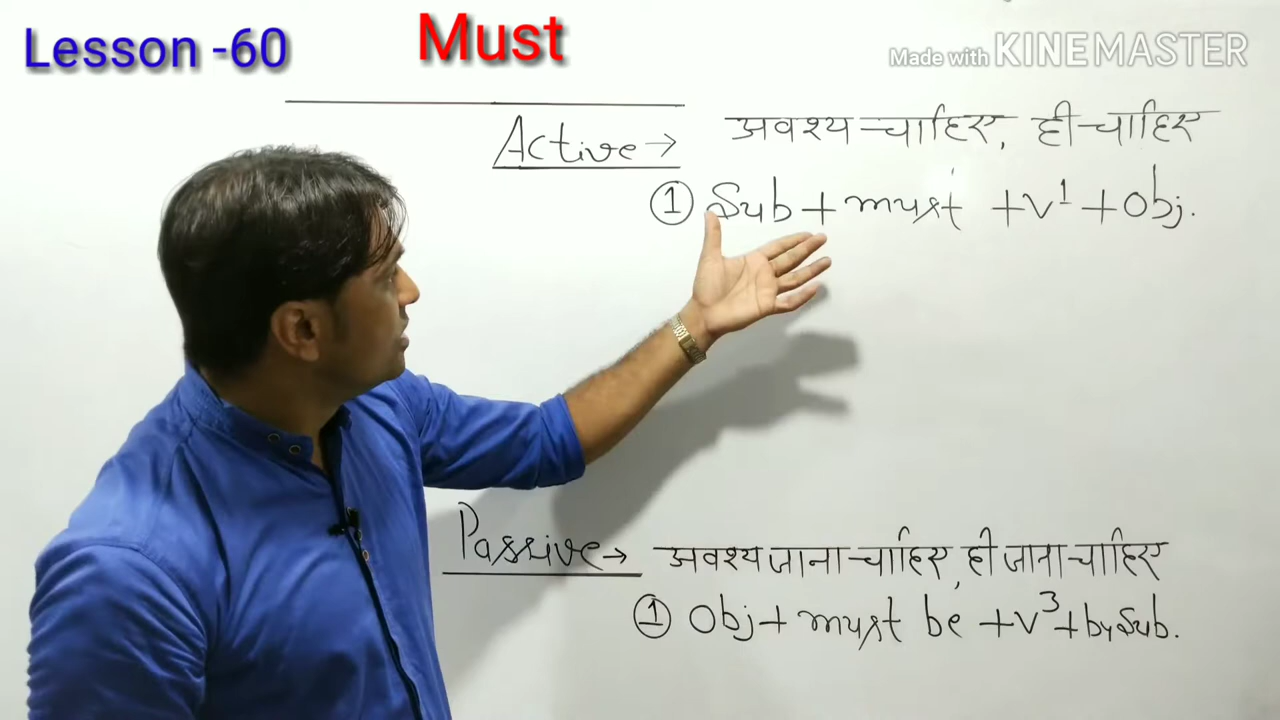 Lesson -60
Must
Made with KINEMASTER
Active → अवश्य चाहिए, ही चाहिए
① Sub + must + V¹ + Obj.
Passive → अवश्य जाना चाहिए, ही जाना चाहिए
① Obj + must be + V³ + by Sub.